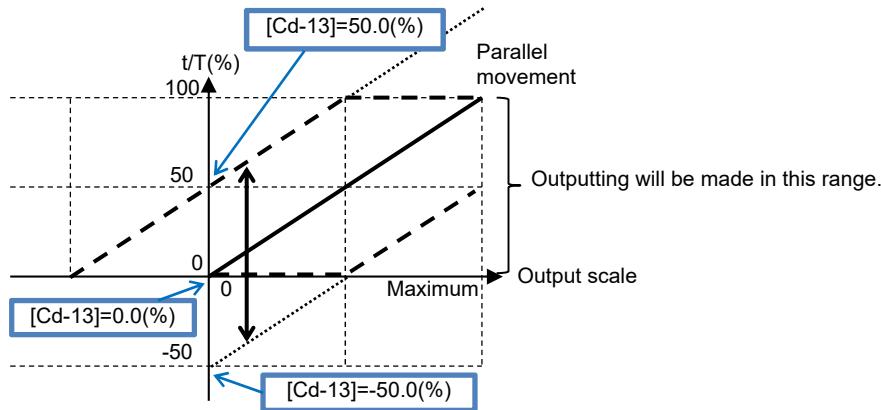 [Cd-13]=50.0(%)
t/T(%)
Parallel
movement
100
50
Outputting will be made in this range.
0
0
Maximum
Output scale
[Cd-13]=0.0(%)
-50
[Cd-13]=-50.0(%)